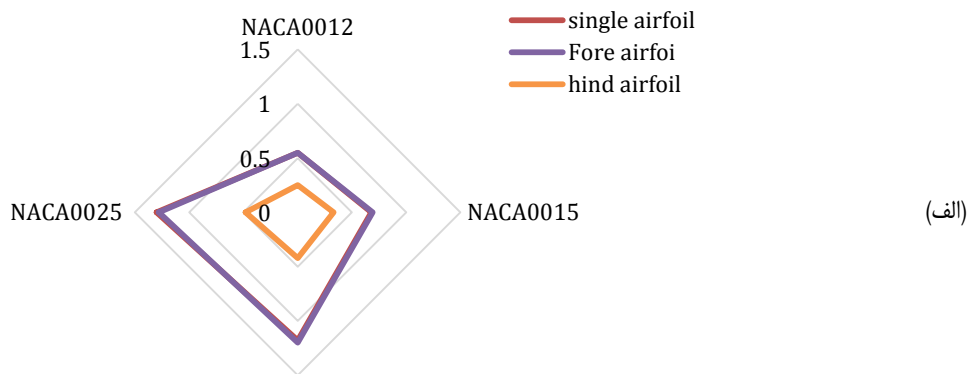 NACA0012
single airfoil
Fore airfoi
hind airfoil
1.5
1
0.5
0
NACA0025
NACA0015
(الف)